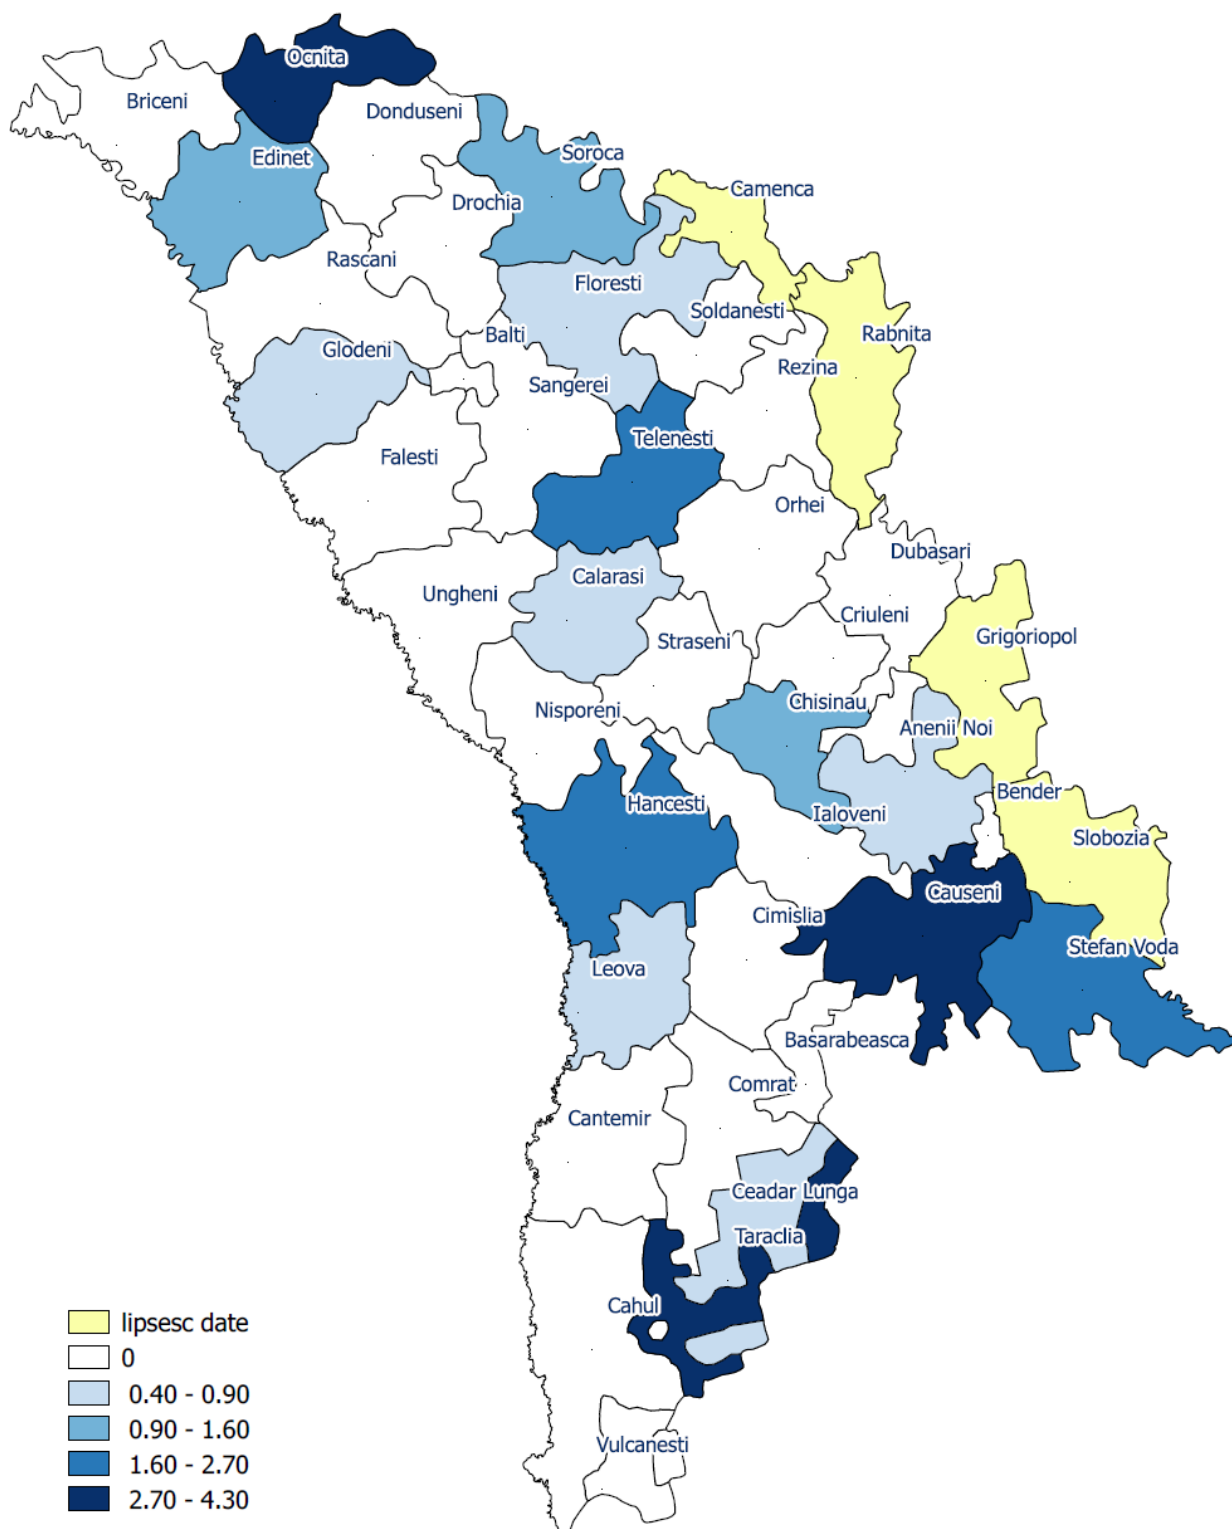 Ocnita
Briceni
Donduseni
Edinet
Soroca
Camenca
Drochia
Rascani
Floresti
Soldanesti
Rabnita
Glodeni
Balti
Rezina
Sangerei
Telenesti
Falesti
Orhei
Dubasari
Calarasi
Ungheni
Criuleni
Grigoriopol
Straseni
Chisinau
Nisporeni
Anenii Noi
Bender
Hancesti
Ialoveni
Slobozia
Causeni
Cimislia
Stefan Voda
Leova
Basarabeasca
Comrat
Cantemir
Ceadar Lunga
Taraclia
Cahul
Vulcanesti
lipsesc date
0
0.40 - 0.90
0.90 - 1.60
1.60 - 2.70
2.70 - 4.30